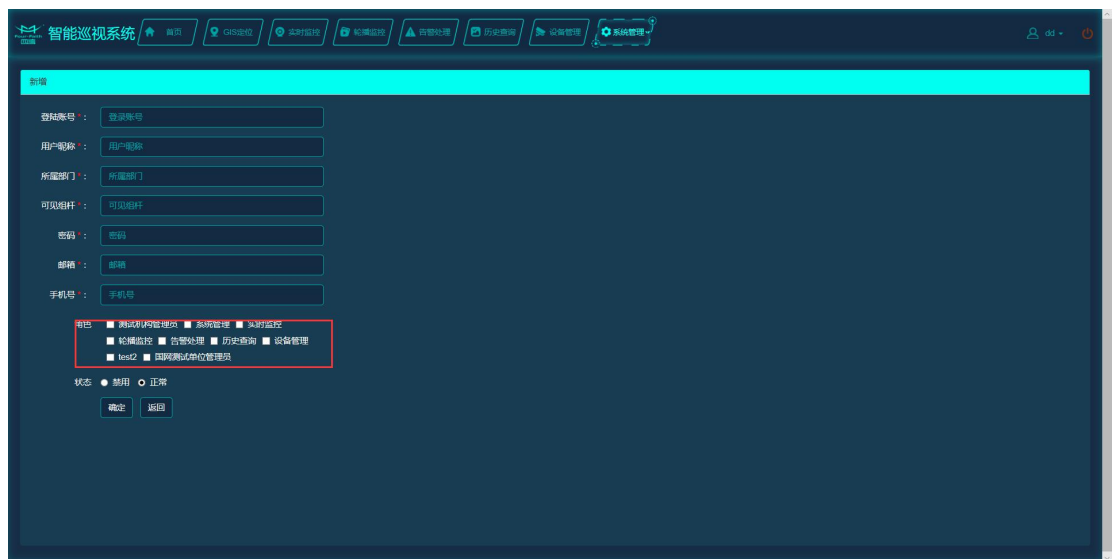 智能巡视系统 首页 GIS定位 实时监控 轮播监控 告警处理 历史查询 设备管理 系统管理 dd
新增
登陆账号*： 登录账号
用户昵称*： 用户昵称
所属部门*： 所属部门
可见组杆*： 可见组杆
密码*： 密码
邮箱*： 邮箱
手机号*： 手机号
角色 测试机构管理员 系统管理 实时监控
轮播监控 告警处理 历史查询 设备管理
test2 国网测试单位管理员
状态 禁用 正常
确定 返回